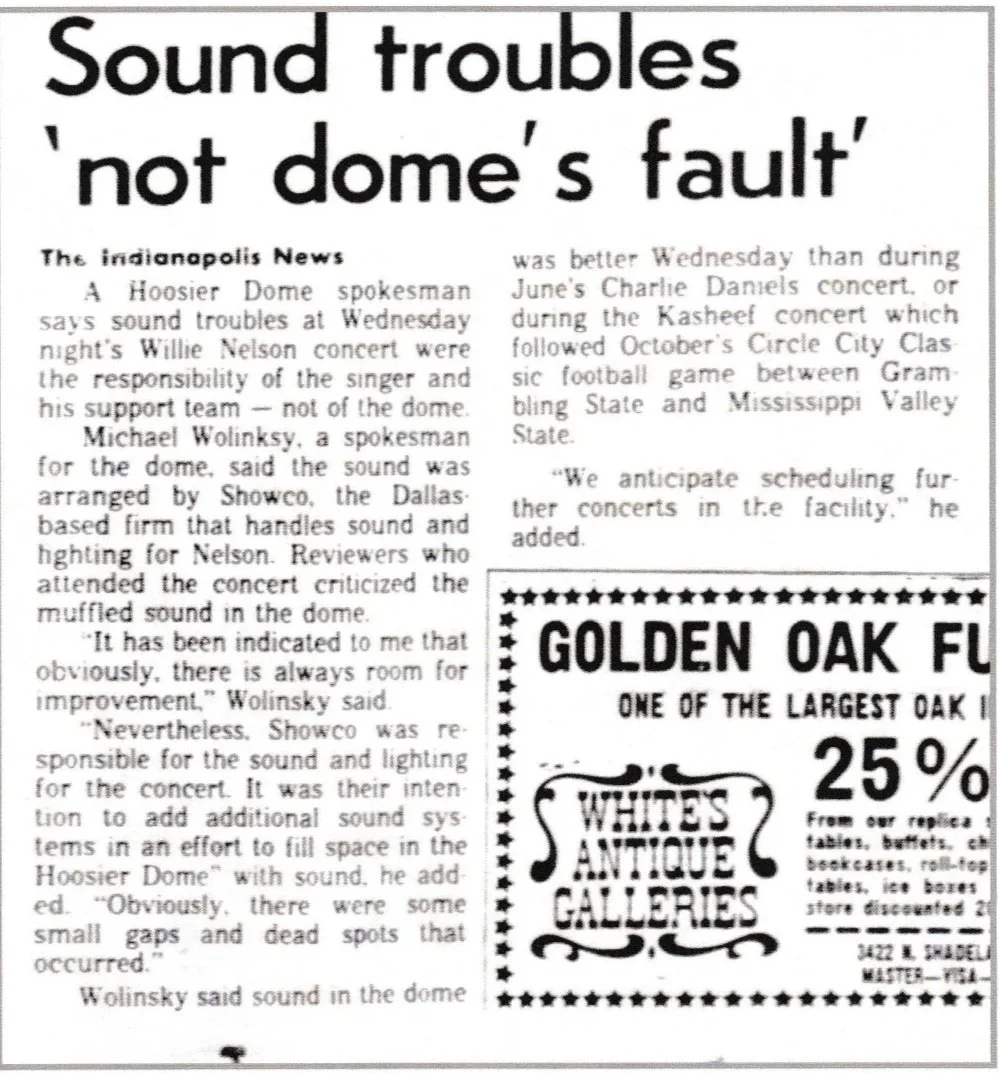 Sound troubles
'not dome's fault'
The Indianapolis News
A Hoosier Dome spokesman
says sound troubles at Wednesday
night's Willie Nelson concert were
the responsibility of the singer and
his support team — not of the dome.
Michael Wolinksy, a spokesman
for the dome, said the sound was
arranged by Showco, the Dallas-
based firm that handles sound and
lighting for Nelson. Reviewers who
attended the concert criticized the
muffled sound in the dome.
"It has been indicated to me that
obviously, there is always room for
improvement," Wolinsky said.
"Nevertheless, Showco was re-
sponsible for the sound and lighting
for the concert. It was their inten-
tion to add additional sound sys-
tems in an effort to fill space in the
Hoosier Dome" with sound, he add-
ed. "Obviously, there were some
small gaps and dead spots that
occurred."
Wolinsky said sound in the dome
was better Wednesday than during
June's Charlie Daniels concert, or
during the Kasheef concert which
followed October's Circle City Clas-
sic football game between Gram-
bling State and Mississippi Valley
State.
"We anticipate scheduling fur-
ther concerts in the facility," he
added.
GOLDEN OAK FU
ONE OF THE LARGEST OAK
25%
WHITE'S
ANTIQUE
GALLERIES
From our replica
tables, buffets, ch
bookcases, roll-top
tables, ice boxes
store discounted 2
3422 N. SHADEL
MASTER—VISA—